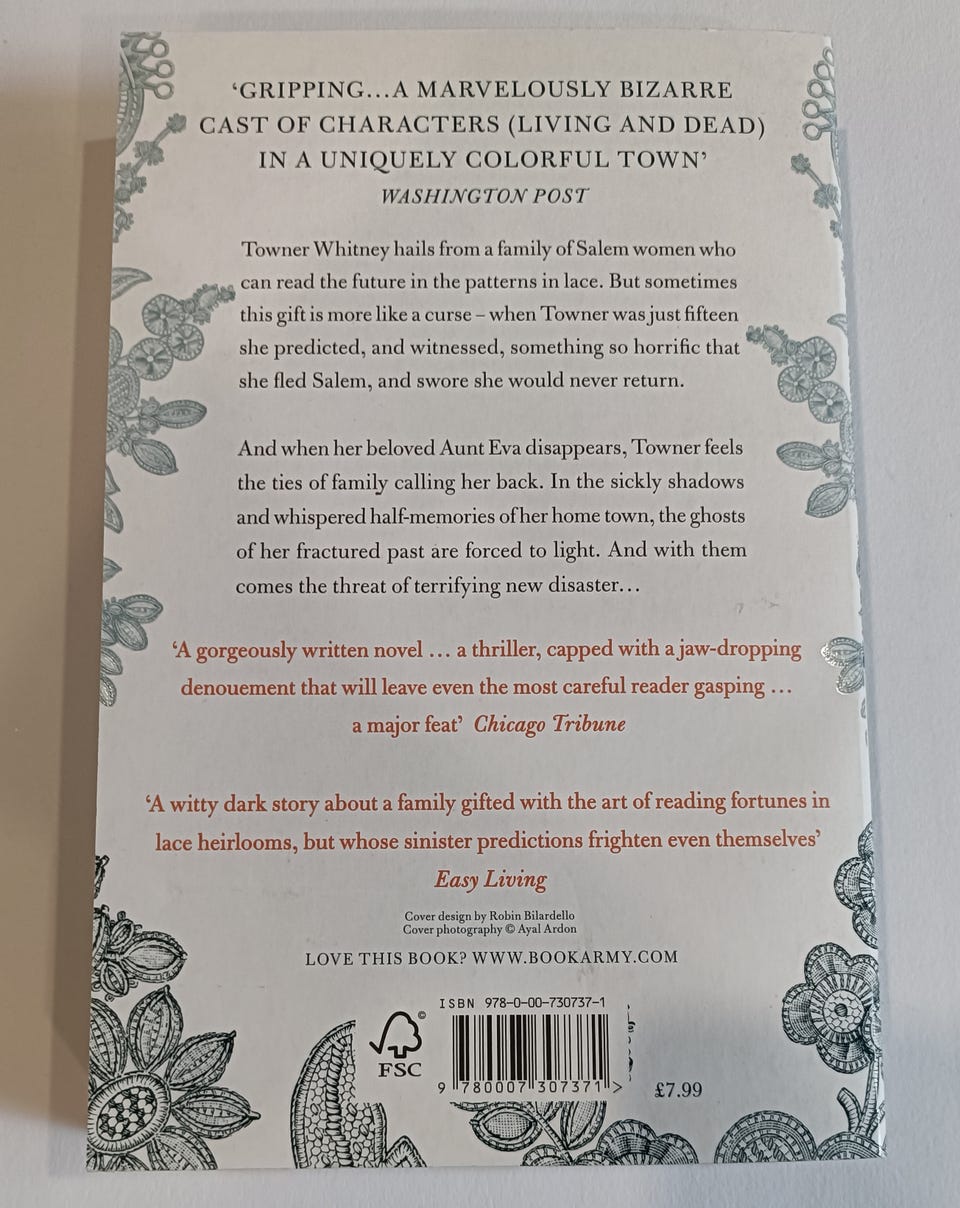 ‘GRIPPING...A MARVELOUSLY BIZARRE
CAST OF CHARACTERS (LIVING AND DEAD)
IN A UNIQUELY COLORFUL TOWN’
WASHINGTON POST
Towner Whitney hails from a family of Salem women who
can read the future in the patterns in lace. But sometimes
this gift is more like a curse – when Towner was just fifteen
she predicted, and witnessed, something so horrific that
she fled Salem, and swore she would never return.
And when her beloved Aunt Eva disappears, Towner feels
the ties of family calling her back. In the sickly shadows
and whispered half-memories of her home town, the ghosts
of her fractured past are forced to light. And with them
comes the threat of terrifying new disaster...
‘A gorgeously written novel ... a thriller, capped with a jaw-dropping
denouement that will leave even the most careful reader gasping ...
a major feat’ Chicago Tribune
‘A witty dark story about a family gifted with the art of reading fortunes in
lace heirlooms, but whose sinister predictions frighten even themselves’
Easy Living
Cover design by Robin Bilardello
Cover photography © Ayal Ardon
LOVE THIS BOOK? WWW.BOOKARMY.COM
ISBN 978-0-00-730737-1
©
FSC
9 780007 307371 >
£7.99